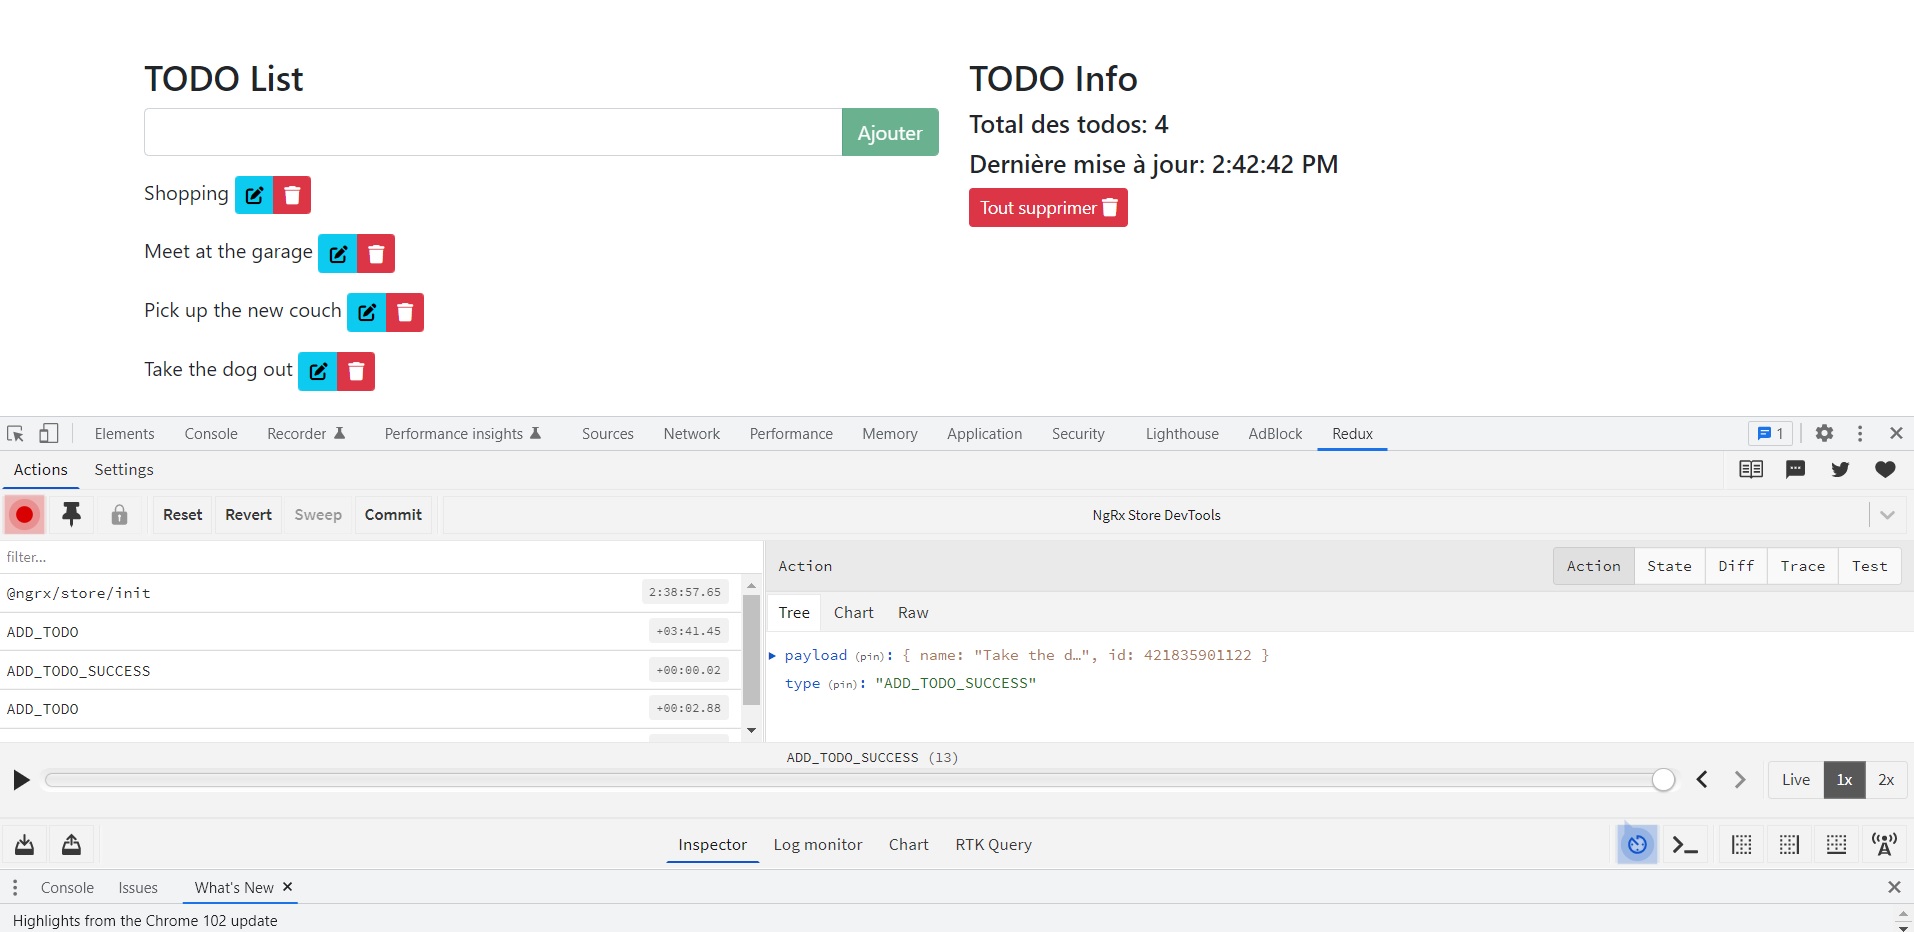 TODO List
Ajouter
Shopping
Meet at the garage
Pick up the new couch
Take the dog out
TODO Info
Total des todos: 4
Dernière mise à jour: 2:42:42 PM
Tout supprimer
Elements Console Recorder Performance insights Sources Network Performance Memory Application Security Lighthouse AdBlock Redux 1
Actions Settings
Reset Revert Sweep Commit NgRx Store DevTools
filter...
@ngrx/store/init 2:38:57.65
ADD_TODO +03:41.45
ADD_TODO_SUCCESS +00:00.02
ADD_TODO +00:02.88
Action Action State Diff Trace Test
Tree Chart Raw
payload (pin): { name: "Take the d…", id: 421835901122 }
type (pin): "ADD_TODO_SUCCESS"
ADD_TODO_SUCCESS (13)
Live 1x 2x
Inspector Log monitor Chart RTK Query
Console Issues What's New
Highlights from the Chrome 102 update